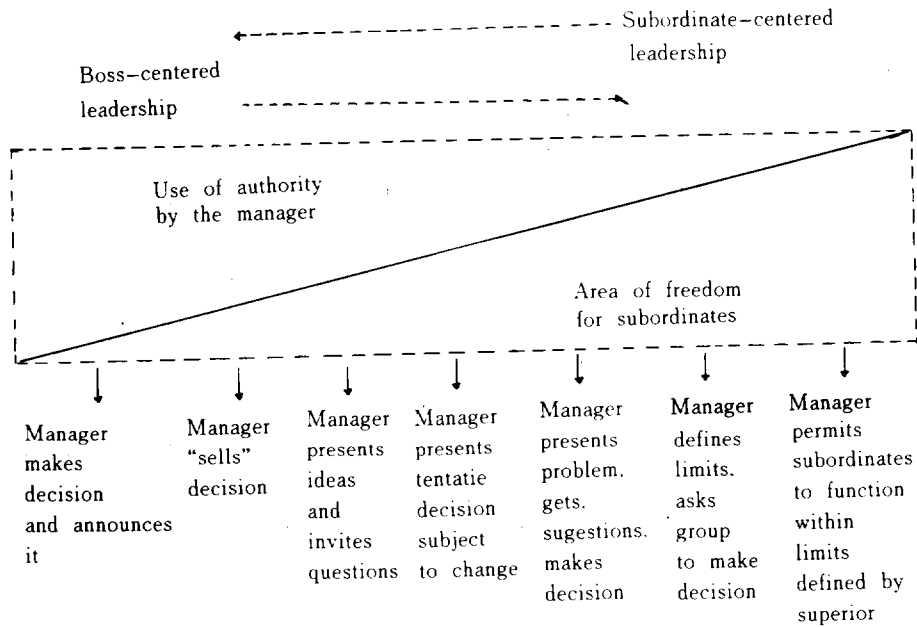 Subordinate-centered
leadership
Boss-centered
leadership
Use of authority
by the manager
Area of freedom
for subordinates
Manager
makes
decision
and announces
it
Manager
"sells"
decision
Manager
presents
ideas
and
invites
questions
Manager
presents
tentatie
decision
subject
to change
Manager
presents
problem.
gets.
sugestions.
makes
decision
Manager
defines
limits.
asks
group
to make
decision
Manager
permits
subordinates
to function
within
limits
defined by
superior